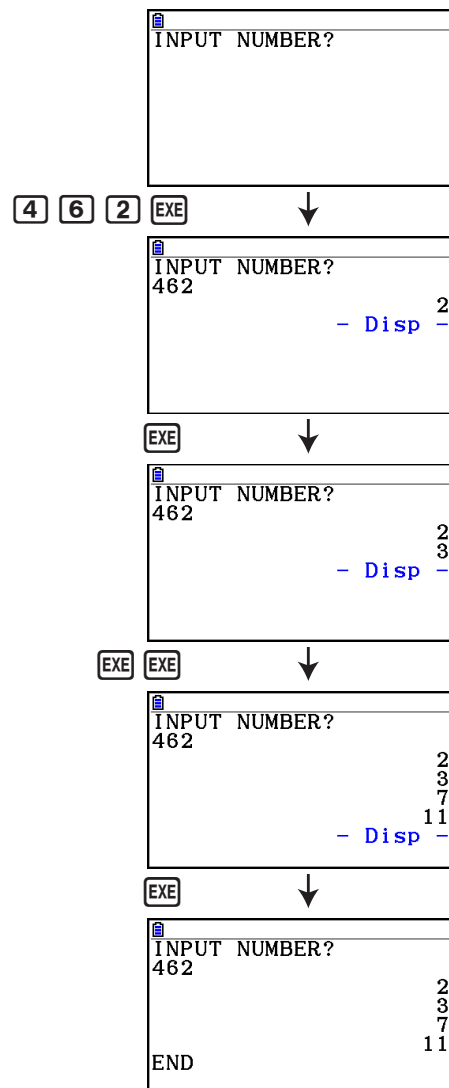 INPUT NUMBER?
4 6 2 EXE
INPUT NUMBER?
462
2
- Disp -
EXE
INPUT NUMBER?
462
2
3
- Disp -
EXE EXE
INPUT NUMBER?
462
2
3
7
11
- Disp -
EXE
INPUT NUMBER?
462
2
3
7
11
END